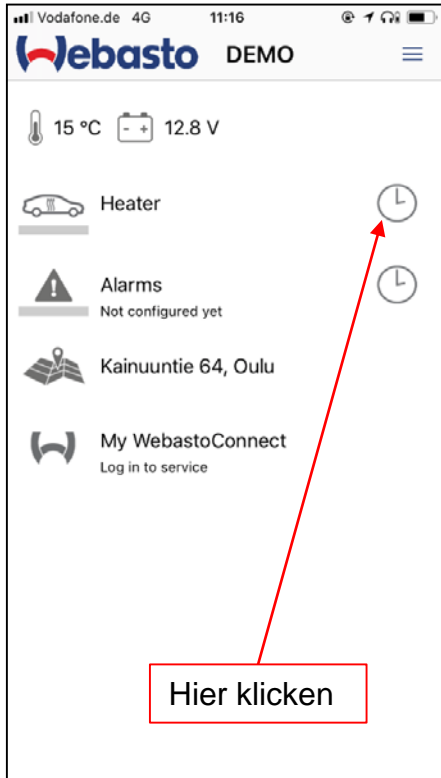 Vodafone.de 4G 11:16
Webasto DEMO
15 °C - + 12.8 V
Heater
Alarms
Not configured yet
Kainuuntie 64, Oulu
My WebastoConnect
Log in to service
Hier klicken